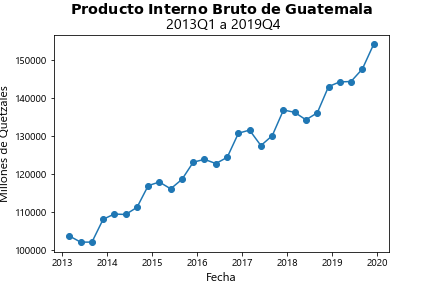 Producto Interno Bruto de Guatemala
2013Q1 a 2019Q4
Millones de Quetzales
150000
140000
130000
120000
110000
100000
2013 2014 2015 2016 2017 2018 2019 2020
Fecha